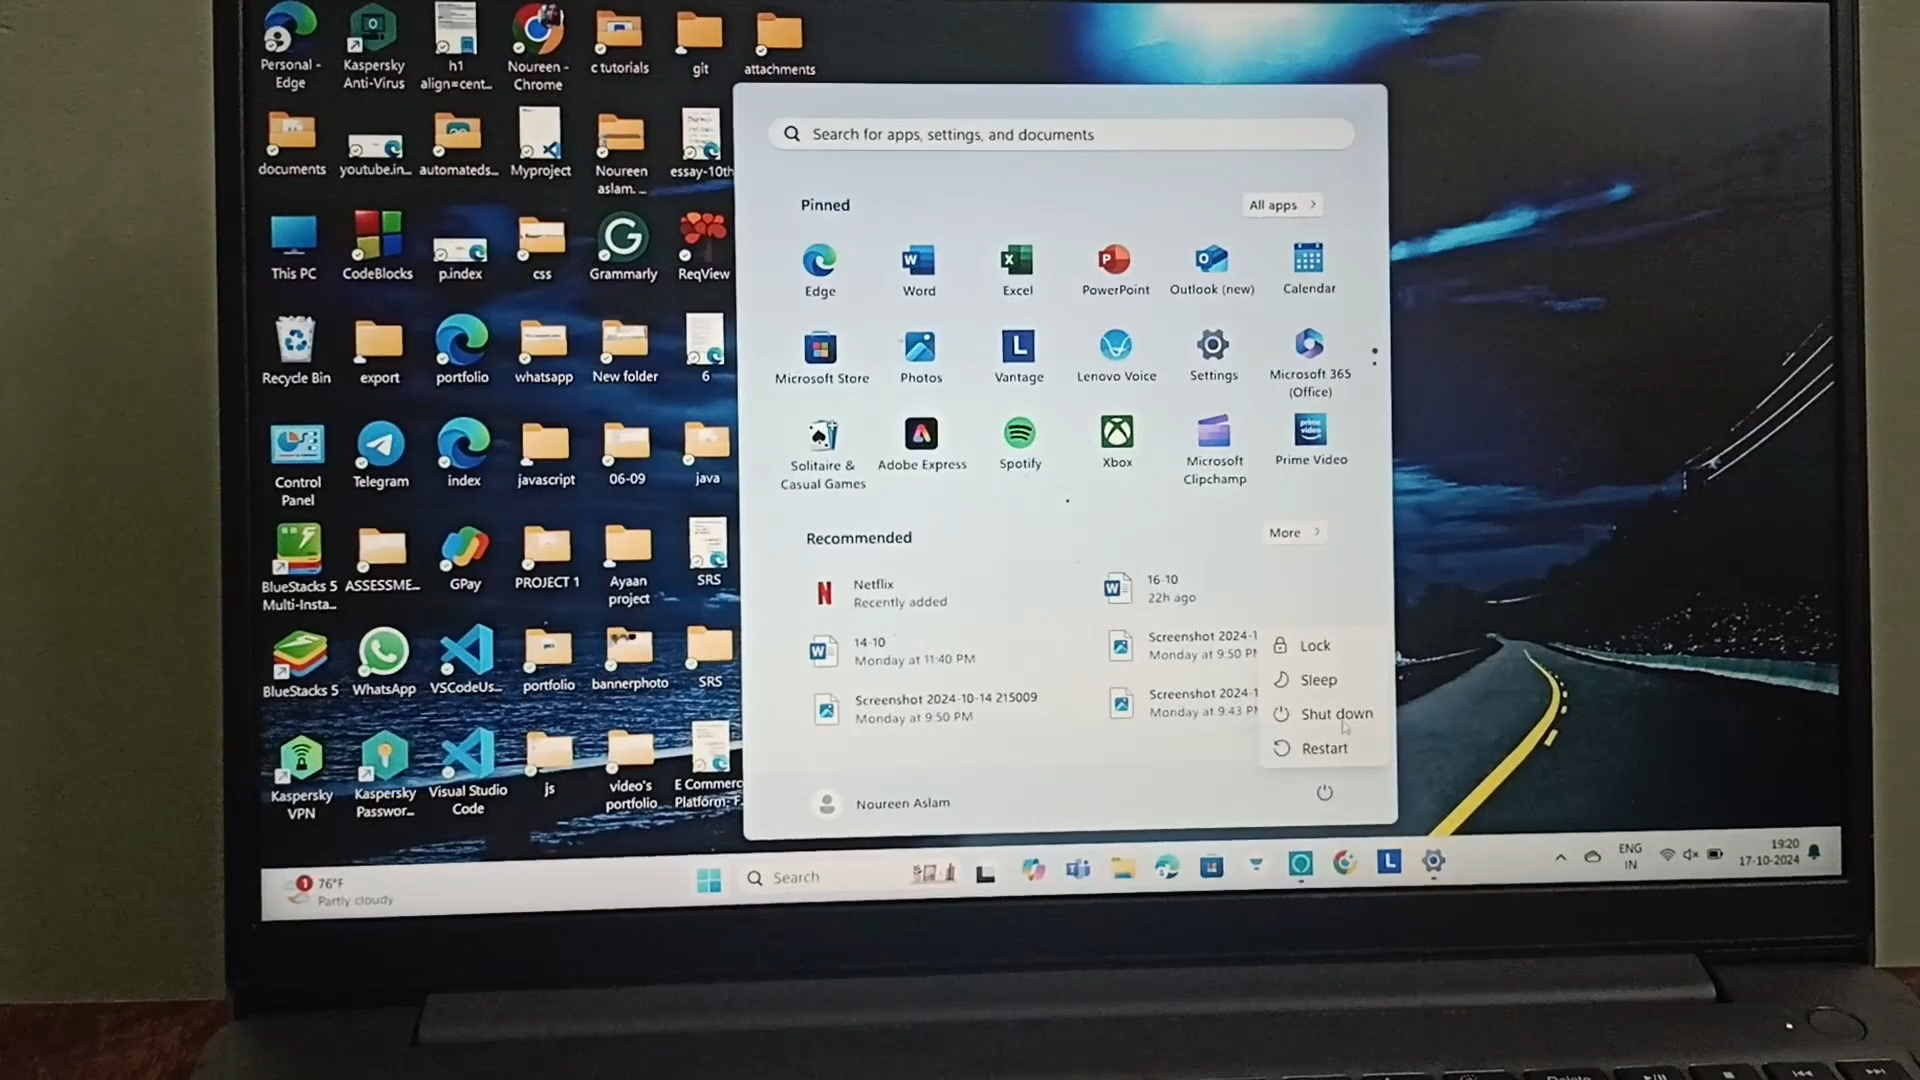 Personal -
Edge
Kaspersky
Anti-Virus
h1
align=cent...
Noureen -
Chrome
c tutorials
git
attachments
documents
youtube.in...
automateds...
Myproject
Noureen
aslam. ...
essay-10th
This PC
CodeBlocks
p.index
css
Grammarly
ReqView
Recycle Bin
export
portfolio
whatsapp
New folder
6
Control
Panel
Telegram
index
javascript
06-09
java
BlueStacks 5
Multi-Insta...
ASSESSME...
GPay
PROJECT 1
Ayaan
project
SRS
BlueStacks 5
WhatsApp
VSCodeUs...
portfolio
bannerphoto
SRS
Kaspersky
VPN
Kaspersky
Passwor...
Visual Studio
Code
js
video's
portfolio
E Commerc
Platform- F
Search for apps, settings, and documents
Pinned
All apps
Edge
Word
Excel
PowerPoint
Outlook (new)
Calendar
Microsoft Store
Photos
Vantage
Lenovo Voice
Settings
Microsoft 365
(Office)
prime
video
Solitaire &
Casual Games
Adobe Express
Spotify
Xbox
Microsoft
Clipchamp
Prime Video
Recommended
More
Netflix
Recently added
16-10
22h ago
14-10
Monday at 11:40 PM
Screenshot 2024-1
Monday at 9:50 PM
Screenshot 2024-10-14 215009
Monday at 9:50 PM
Screenshot 2024-1
Monday at 9:43 PM
Lock
Sleep
Shut down
Restart
Noureen Aslam
1
76°F
Partly cloudy
Search
ENG
IN
19:20
17-10-2024
Delete